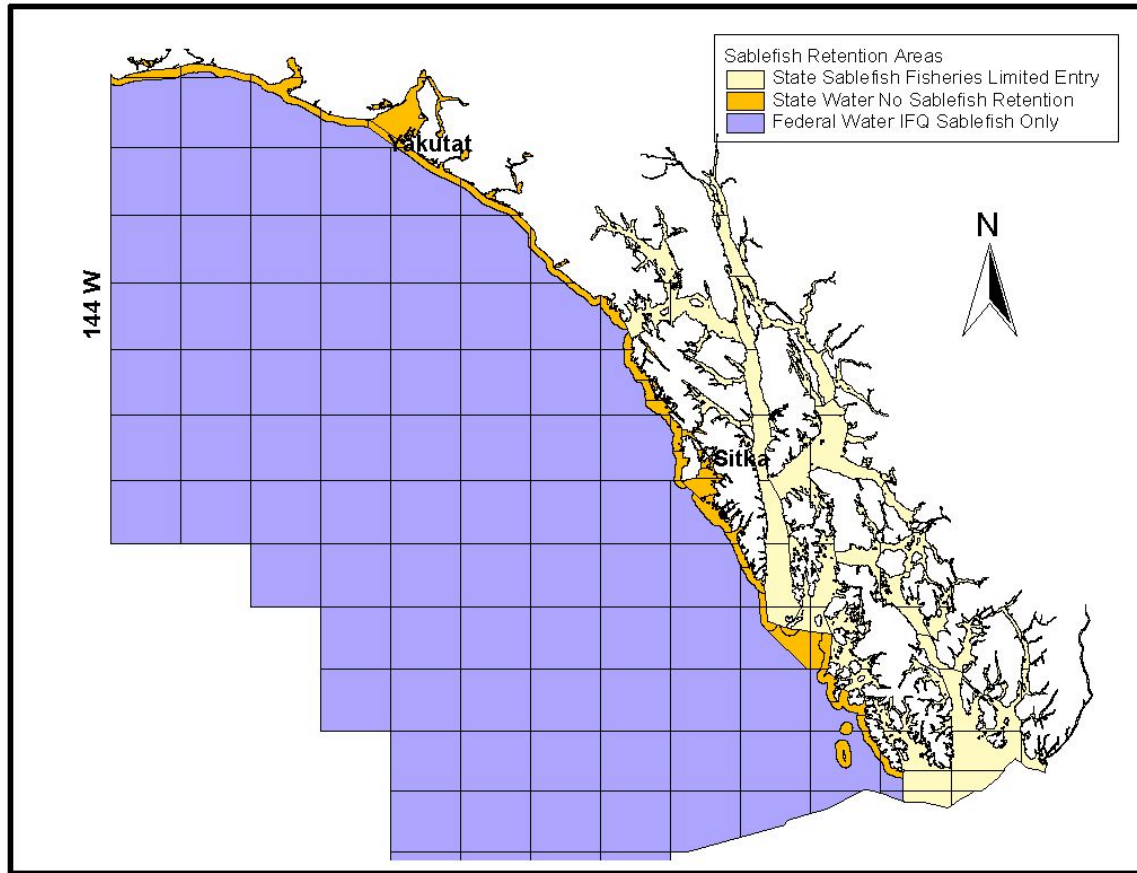 Sablefish Retention Areas
State Sablefish Fisheries Limited Entry
State Water No Sablefish Retention
Federal Water IFQ Sablefish Only
Yakutat
N
144 W
Sitka